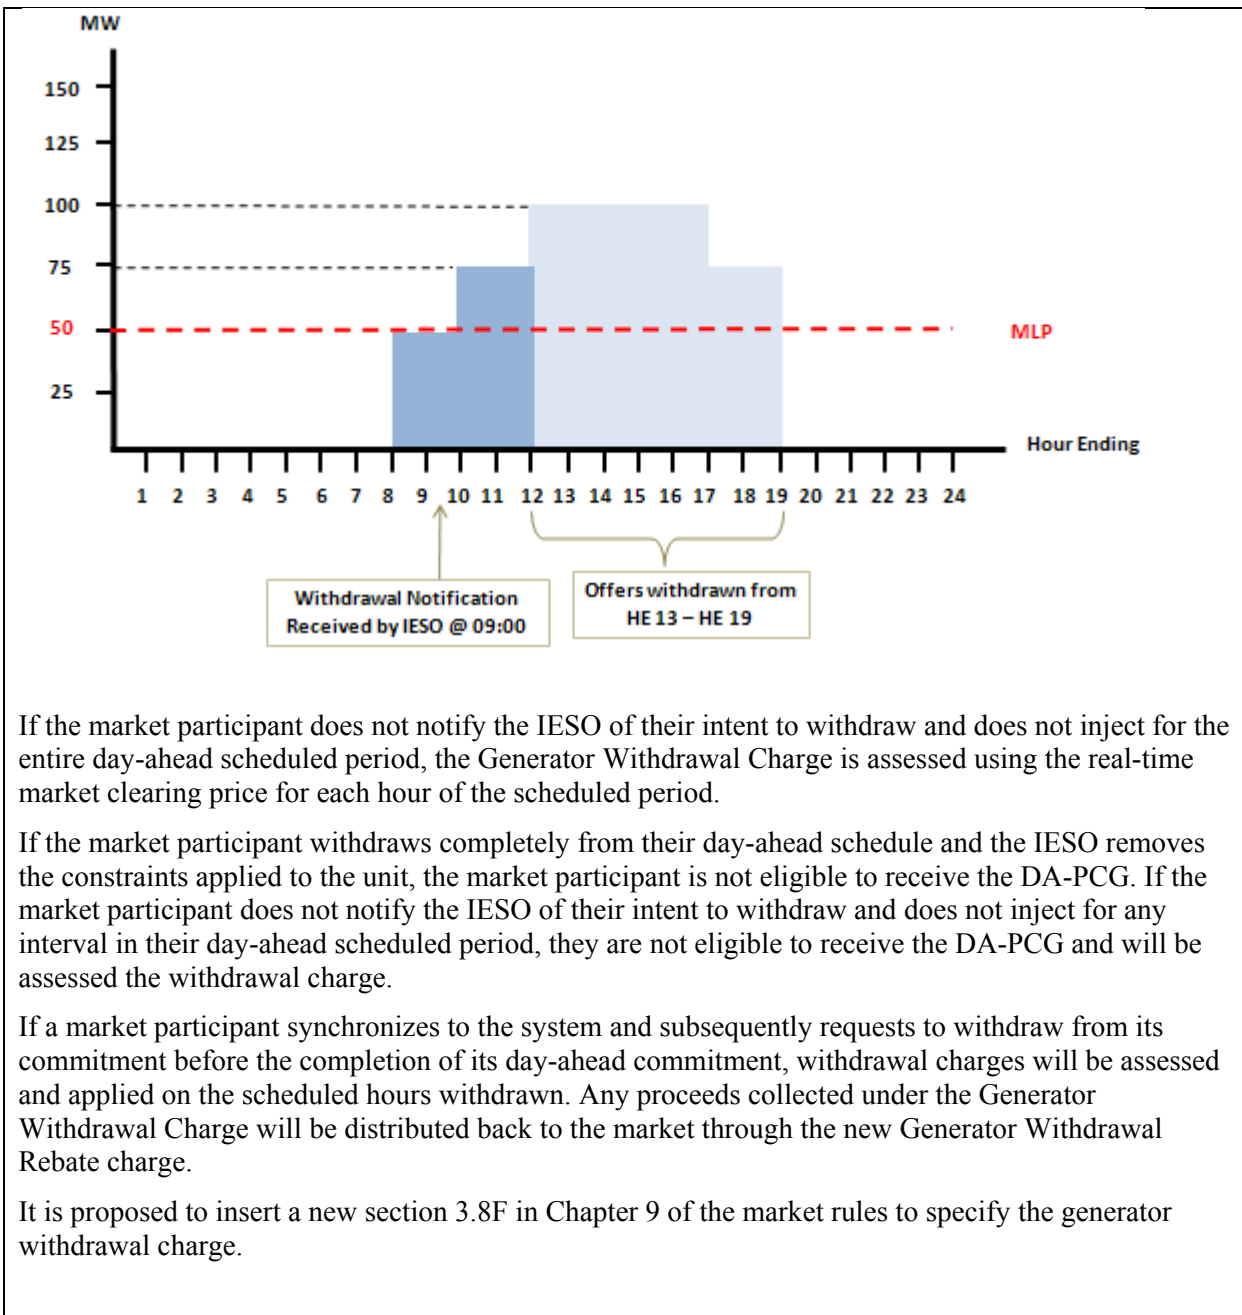 MW
150
125
100
75
50
25
MLP
Hour Ending
1 2 3 4 5 6 7 8 9 10 11 12 13 14 15 16 17 18 19 20 21 22 23 24
Withdrawal Notification
Received by IESO @ 09:00
Offers withdrawn from
HE 13 – HE 19
If the market participant does not notify the IESO of their intent to withdraw and does not inject for the
entire day-ahead scheduled period, the Generator Withdrawal Charge is assessed using the real-time
market clearing price for each hour of the scheduled period.
If the market participant withdraws completely from their day-ahead schedule and the IESO removes
the constraints applied to the unit, the market participant is not eligible to receive the DA-PCG. If the
market participant does not notify the IESO of their intent to withdraw and does not inject for any
interval in their day-ahead scheduled period, they are not eligible to receive the DA-PCG and will be
assessed the withdrawal charge.
If a market participant synchronizes to the system and subsequently requests to withdraw from its
commitment before the completion of its day-ahead commitment, withdrawal charges will be assessed
and applied on the scheduled hours withdrawn. Any proceeds collected under the Generator
Withdrawal Charge will be distributed back to the market through the new Generator Withdrawal
Rebate charge.
It is proposed to insert a new section 3.8F in Chapter 9 of the market rules to specify the generator
withdrawal charge.